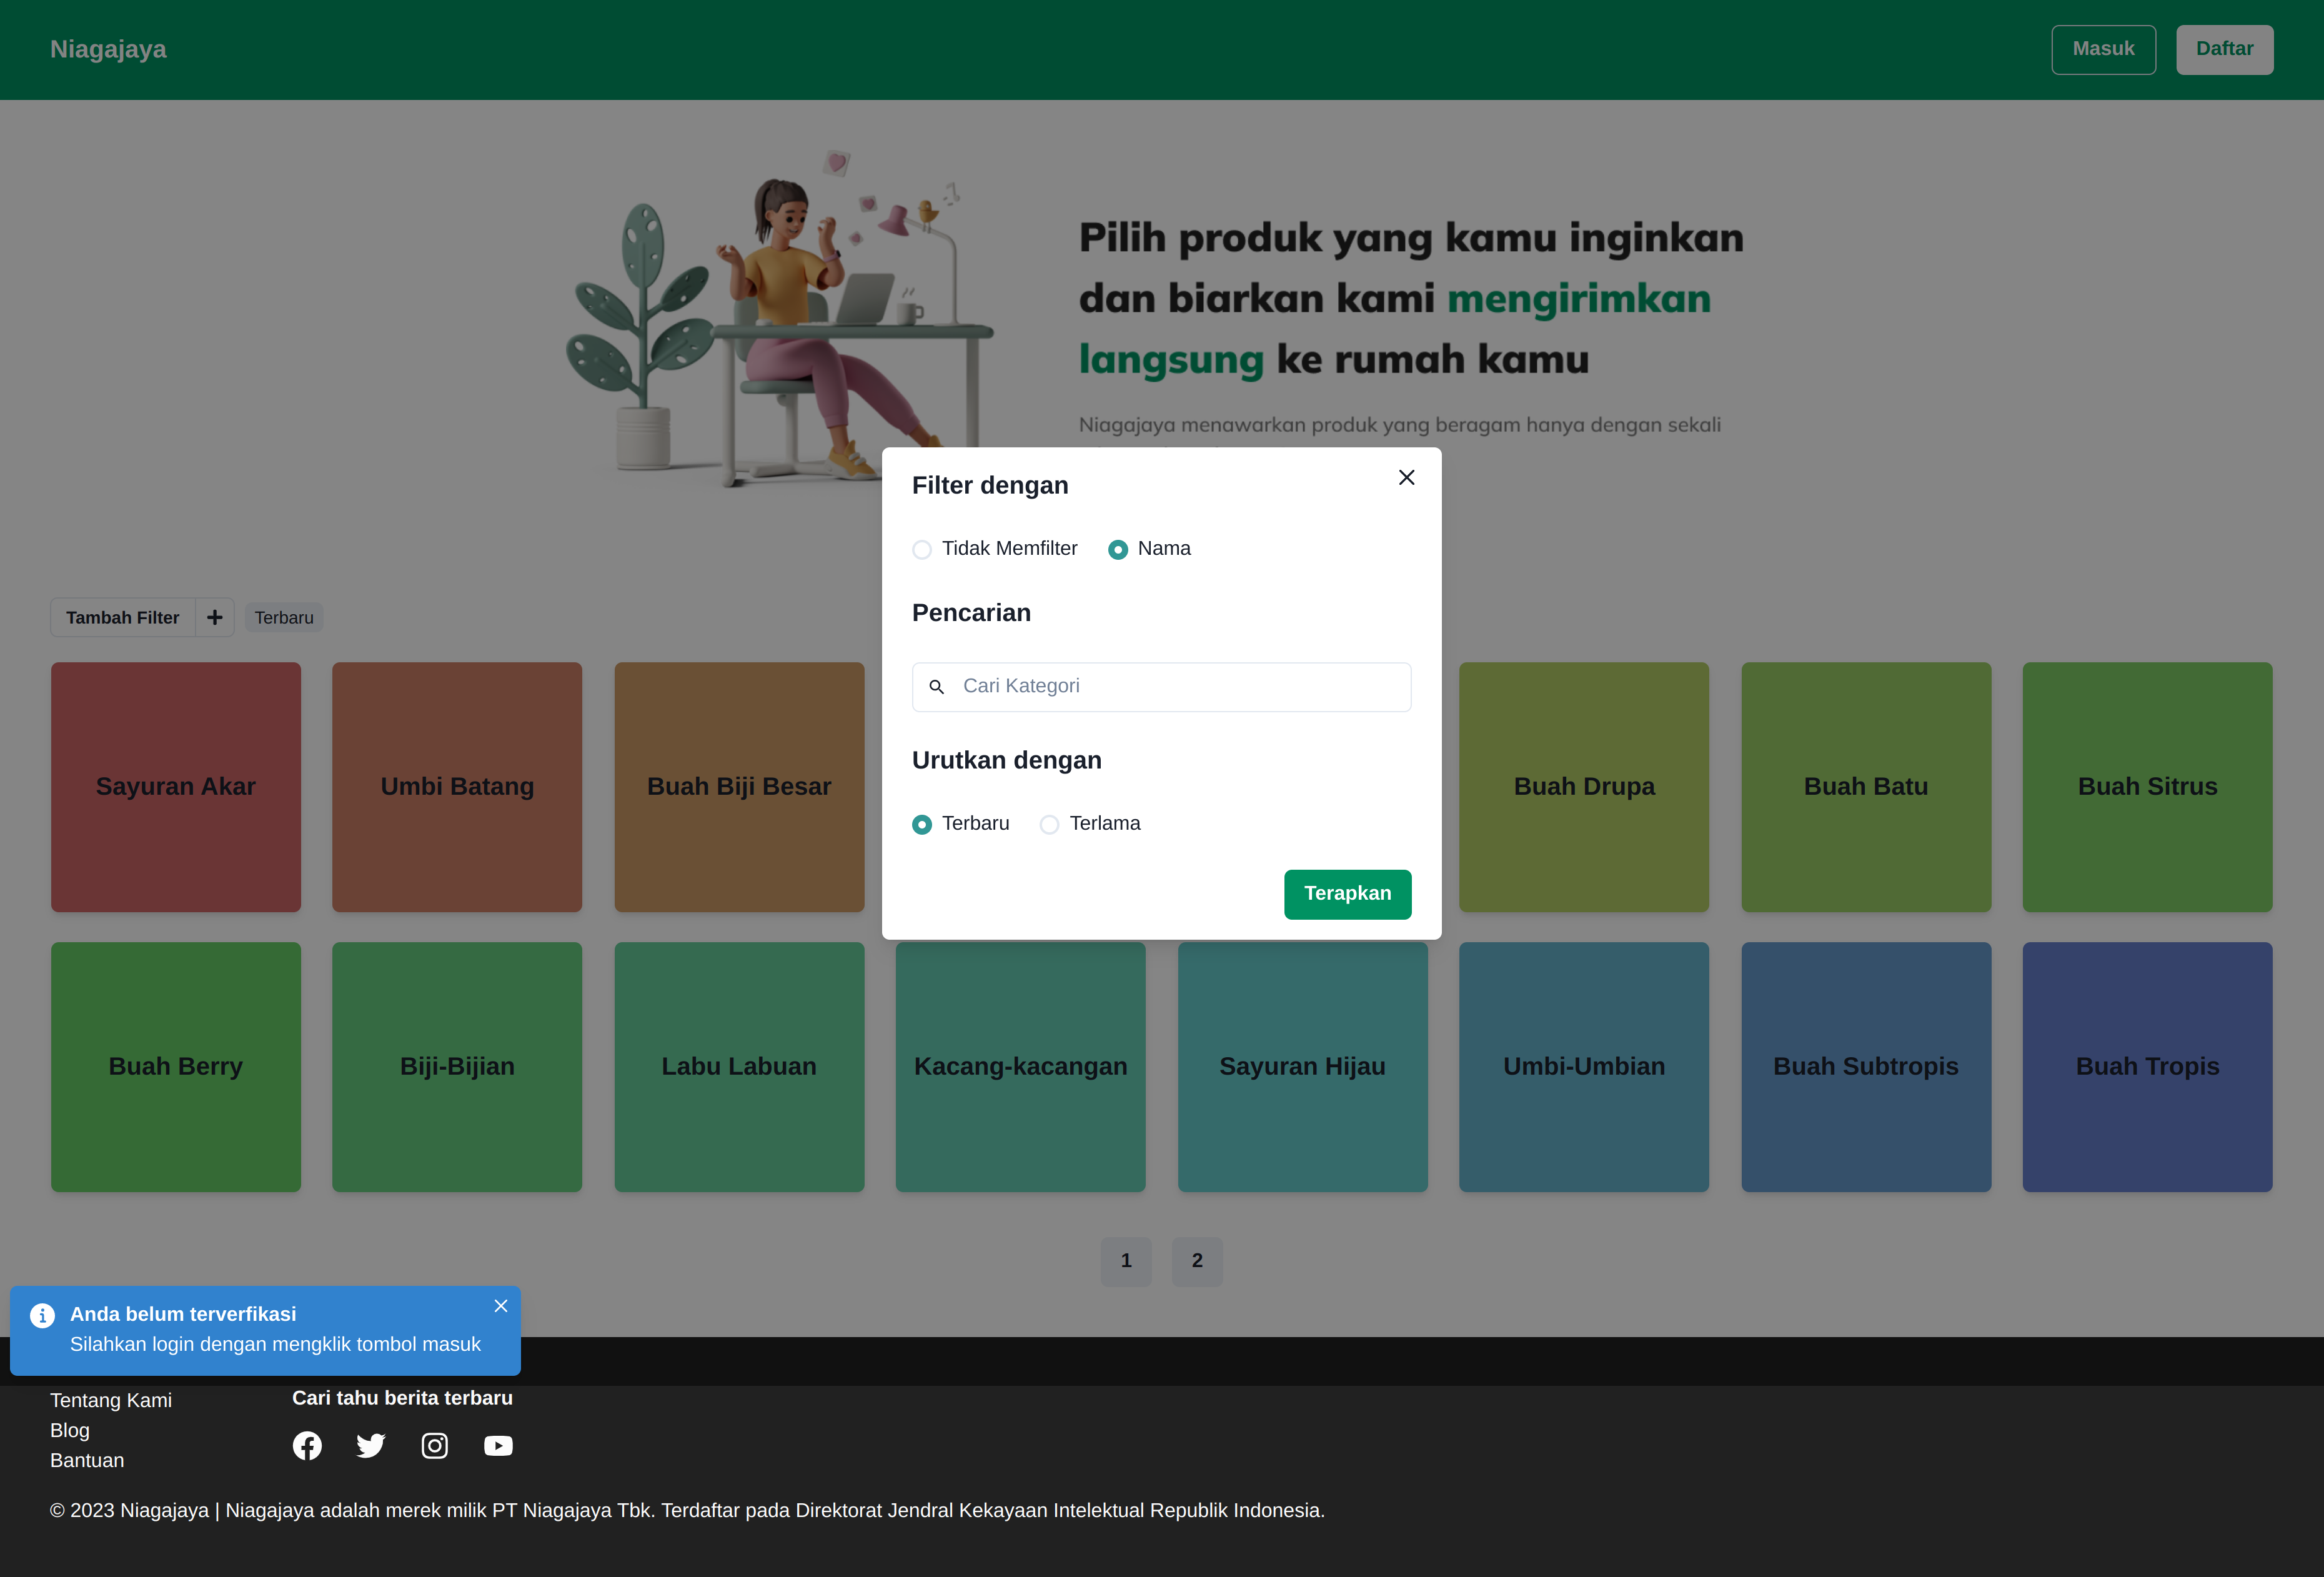 Niagajaya
Masuk
Daftar
Pilih produk yang kamu inginkan
dan biarkan kami mengirimkan
langsung ke rumah kamu
Niagajaya menawarkan produk yang beragam hanya dengan sekali
Filter dengan
Tidak Memfilter
Nama
Pencarian
Cari Kategori
Urutkan dengan
Terbaru
Terlama
Terapkan
Tambah Filter
Terbaru
Sayuran Akar
Umbi Batang
Buah Biji Besar
Buah Drupa
Buah Batu
Buah Sitrus
Buah Berry
Biji-Bijian
Labu Labuan
Kacang-kacangan
Sayuran Hijau
Umbi-Umbian
Buah Subtropis
Buah Tropis
1
2
Anda belum terverfikasi
Silahkan login dengan mengklik tombol masuk
Tentang Kami
Blog
Bantuan
Cari tahu berita terbaru
© 2023 Niagajaya | Niagajaya adalah merek milik PT Niagajaya Tbk. Terdaftar pada Direktorat Jendral Kekayaan Intelektual Republik Indonesia.